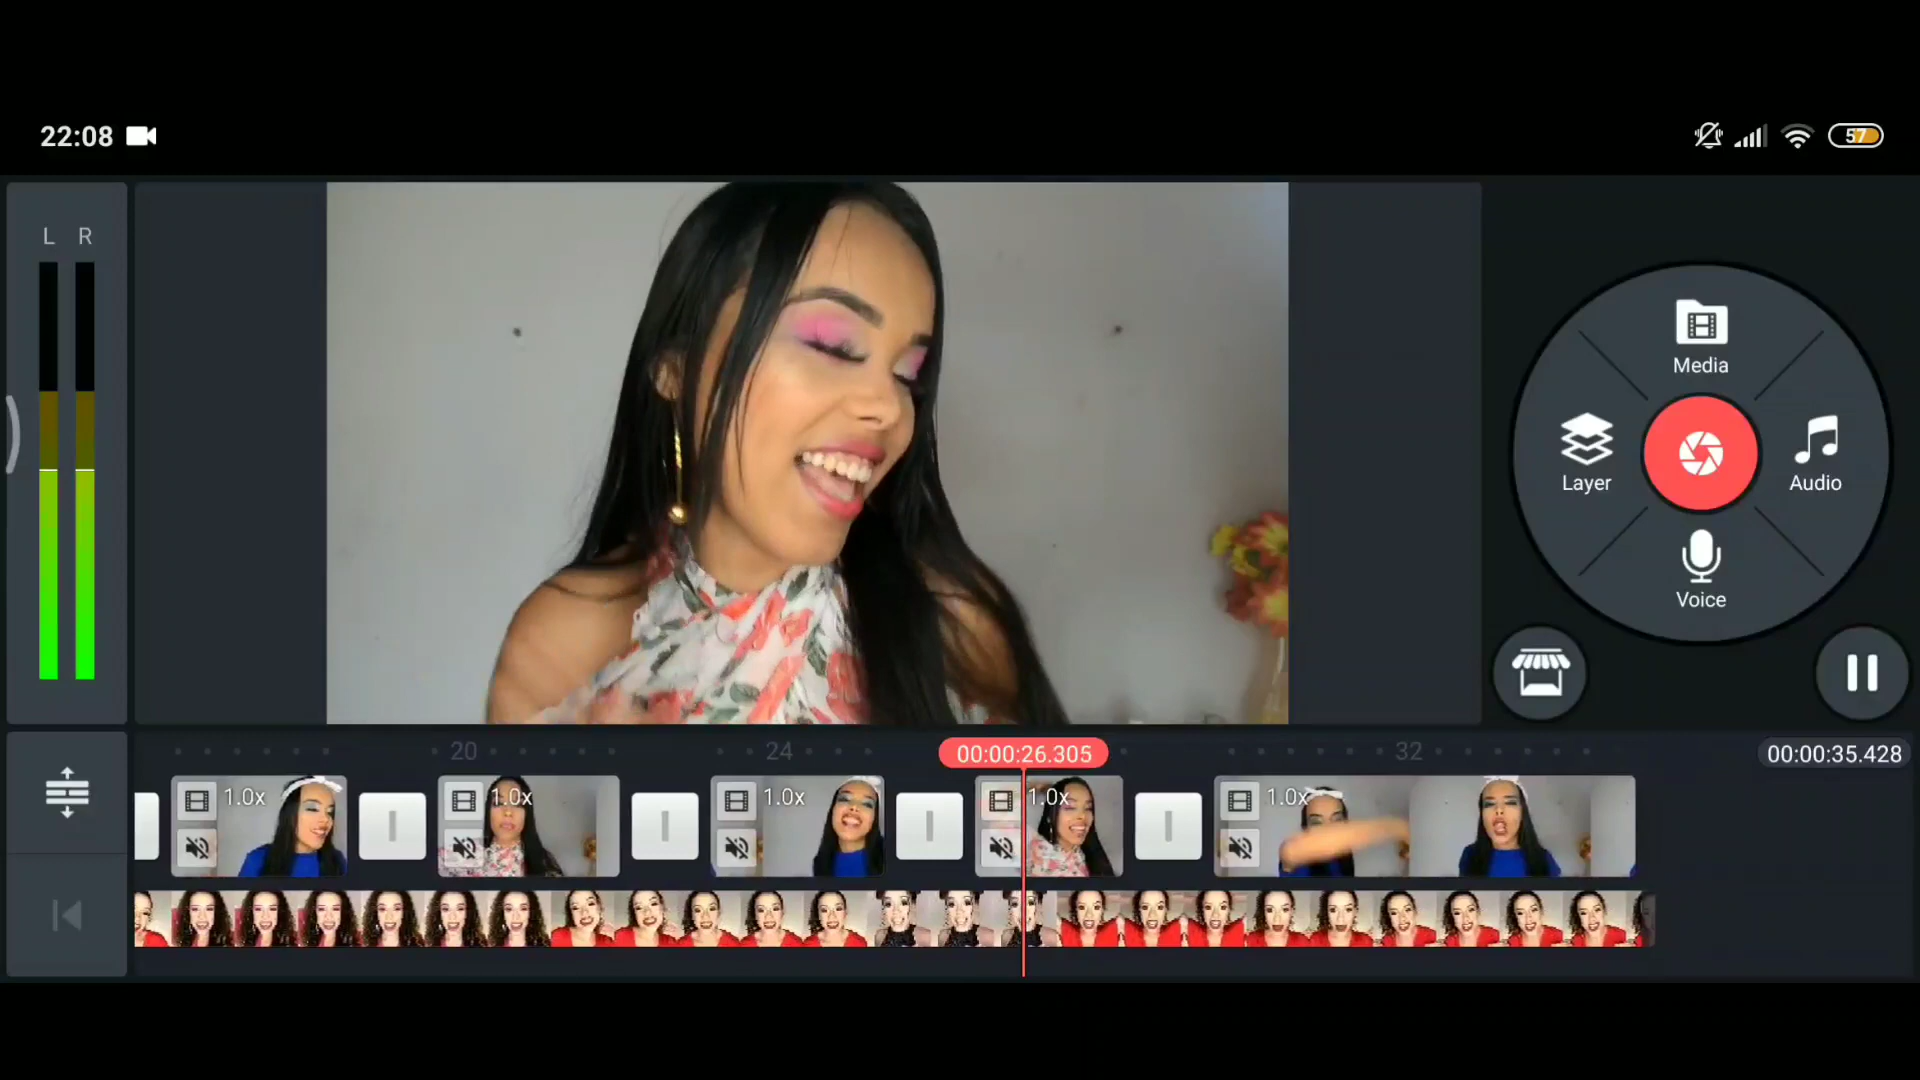 22:08
57
L R
Media
Layer
Audio
Voice
20
24
00:00:26.305
32
00:00:35.428
1.0x
1.0x
1.0x
1.0x
1.0x